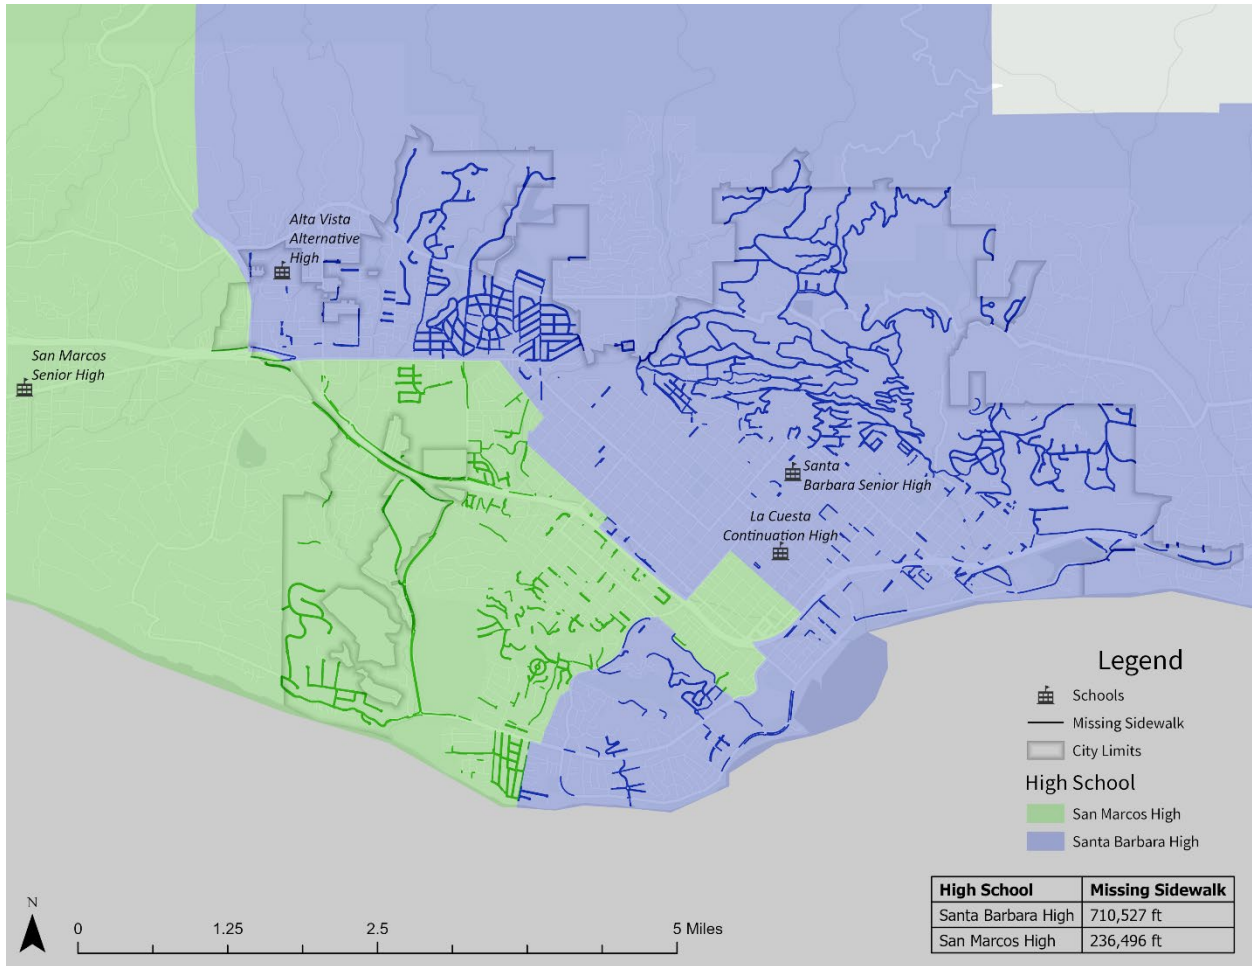 Alta Vista
Alternative
High
San Marcos
Senior High
Santa
Barbara Senior High
La Cuesta
Continuation High
Legend
Schools
Missing Sidewalk
City Limits
High School
San Marcos High
Santa Barbara High
High School Missing Sidewalk
Santa Barbara High 710,527 ft
San Marcos High 236,496 ft
N
0 1.25 2.5 5 Miles